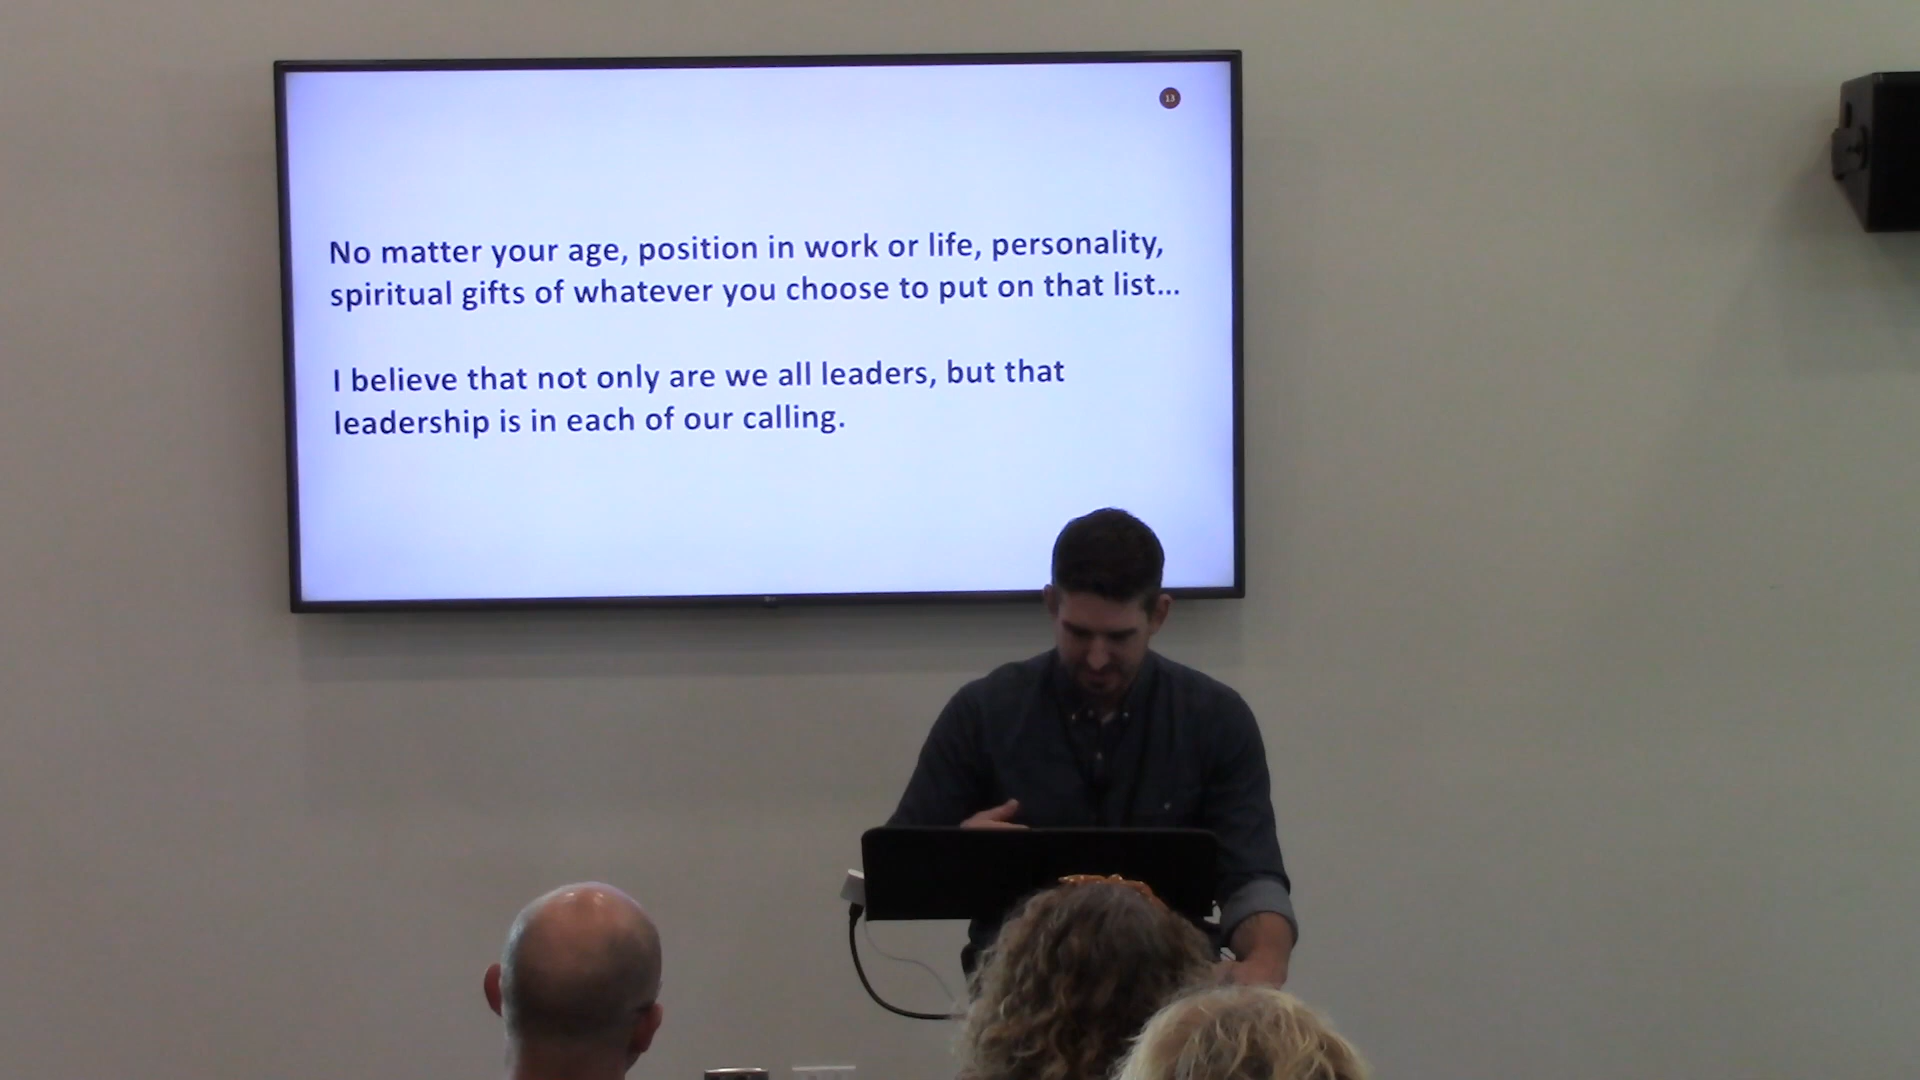 13
No matter your age, position in work or life, personality,
spiritual gifts of whatever you choose to put on that list...
I believe that not only are we all leaders, but that
leadership is in each of our calling.